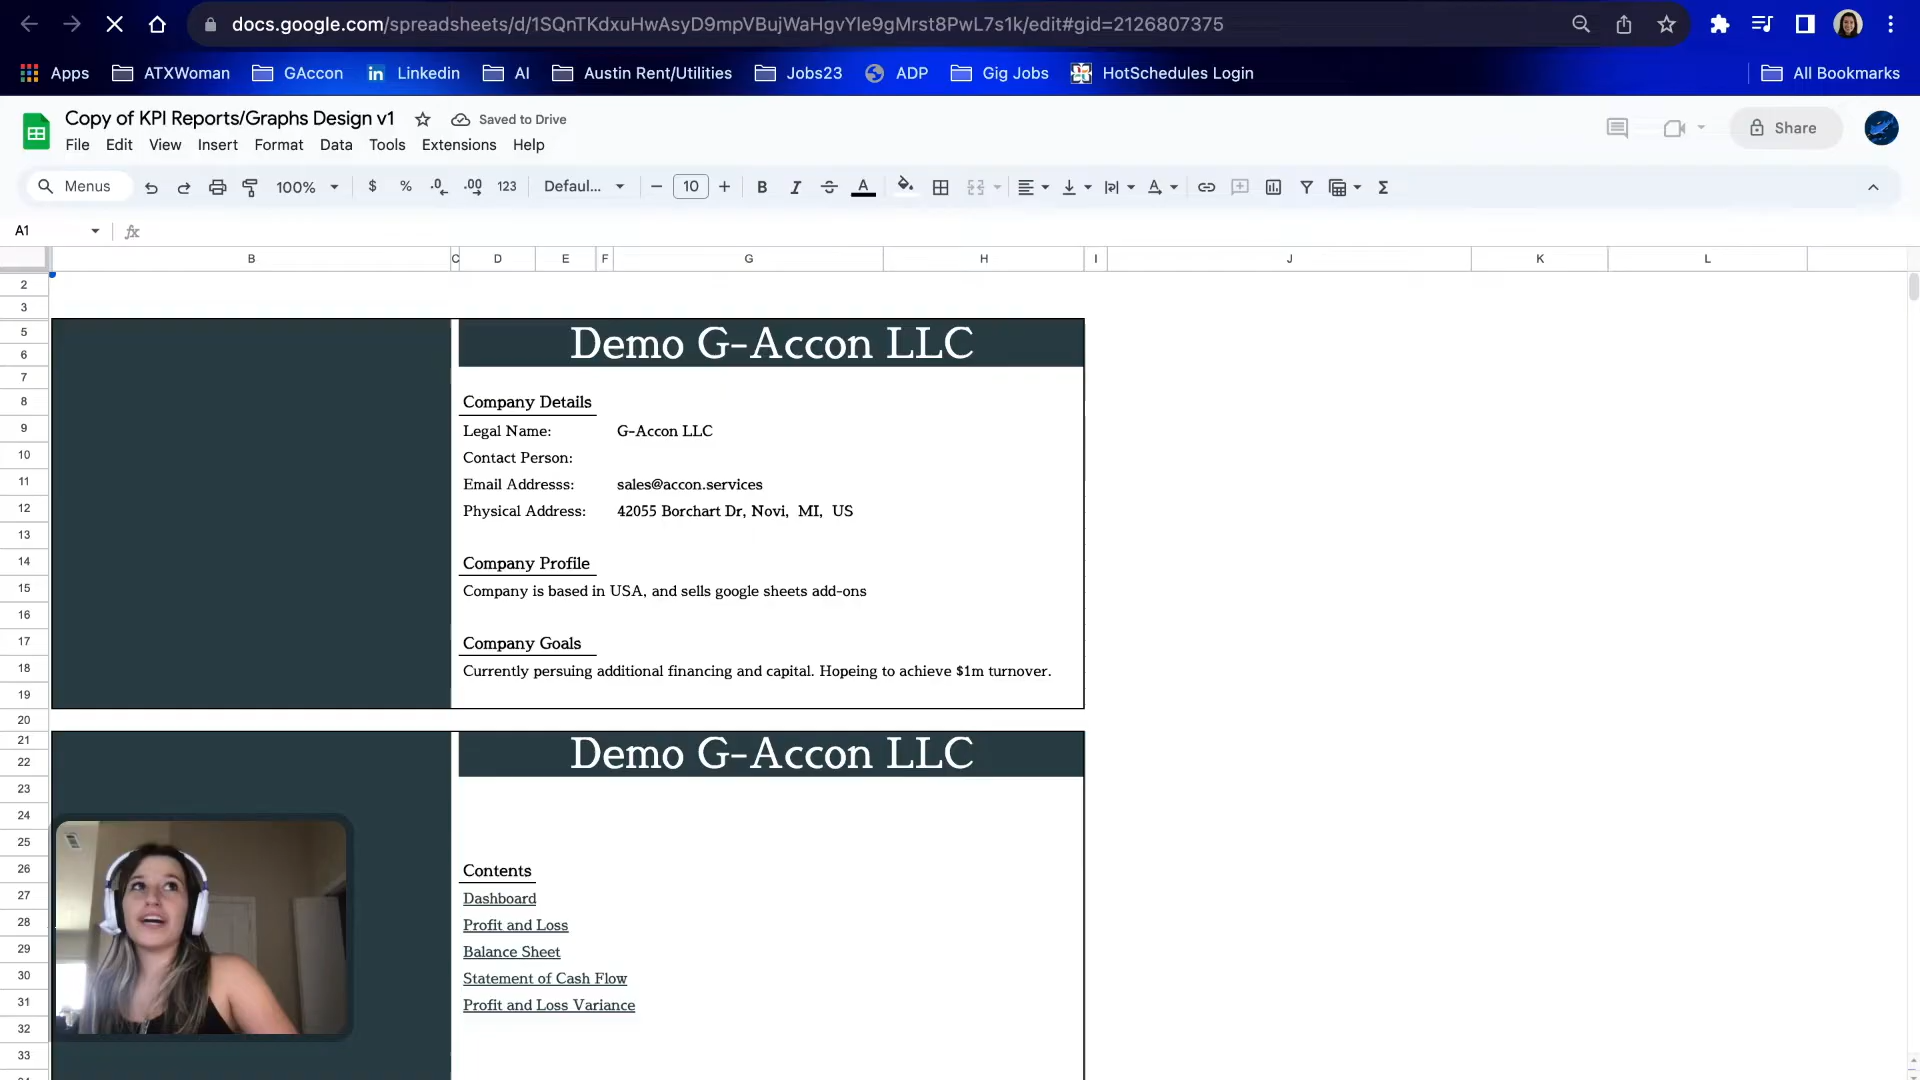 docs.google.com/spreadsheets/d/1SQnTKdxuHwAsyD9mpVBujWaHgvYle9gMrst8PwL7s1k/edit#gid=2126807375
Apps ATXWoman GAccon Linkedin AI Austin Rent/Utilities Jobs23 ADP Gig Jobs HotSchedules Login All Bookmarks
Copy of KPI Reports/Graphs Design v1 Saved to Drive
Share
File Edit View Insert Format Data Tools Extensions Help
Menus 100% $ % .0 .00 123 Defaul... 10 B I A Σ
A1 fx
B C D E F G H I J K L
2
3
5 Demo G-Accon LLC
6
7
8 Company Details
9 Legal Name: G-Accon LLC
10 Contact Person:
11 Email Addresss: sales@accon.services
12 Physical Address: 42055 Borchart Dr, Novi, MI, US
13
14 Company Profile
15 Company is based in USA, and sells google sheets add-ons
16
17 Company Goals
18 Currently persuing additional financing and capital. Hopeing to achieve $1m turnover.
19
20
21 Demo G-Accon LLC
22
23
24
25
26 Contents
27 Dashboard
28 Profit and Loss
29 Balance Sheet
30 Statement of Cash Flow
31 Profit and Loss Variance
32
33